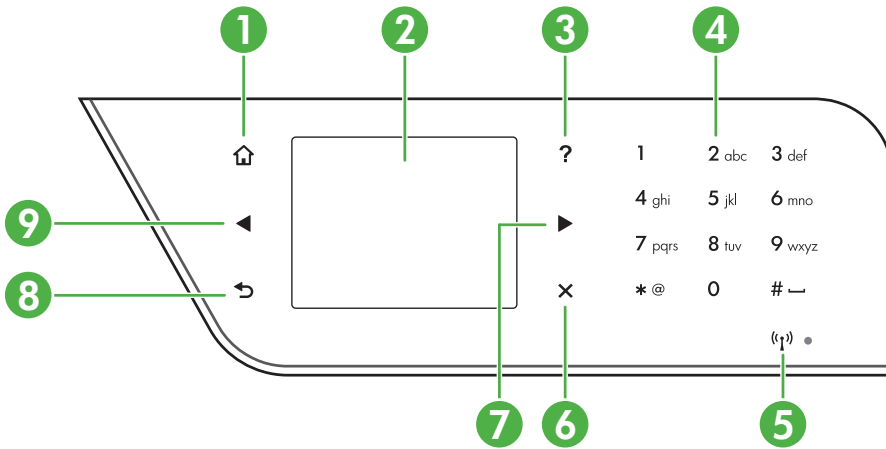 1 2 3 4
? 1 2 abc 3 def
4 ghi 5 jkl 6 mno
9
7 pqrs 8 tuv 9 wxyz
8
* @ 0 #
7 6 5